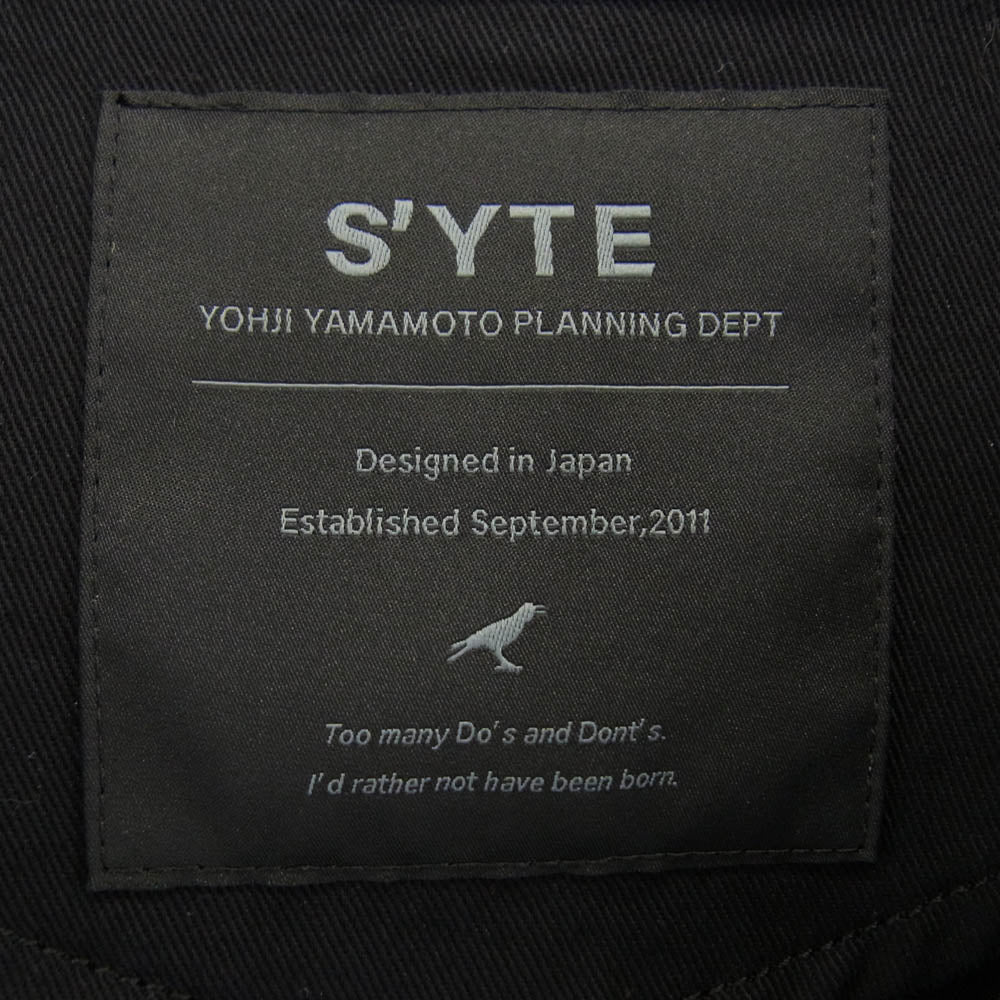 S'YTE
YOHJI YAMAMOTO PLANNING DEPT
Designed in Japan
Established September,2011
Too many Do's and Dont's.
I'd rather not have been born.